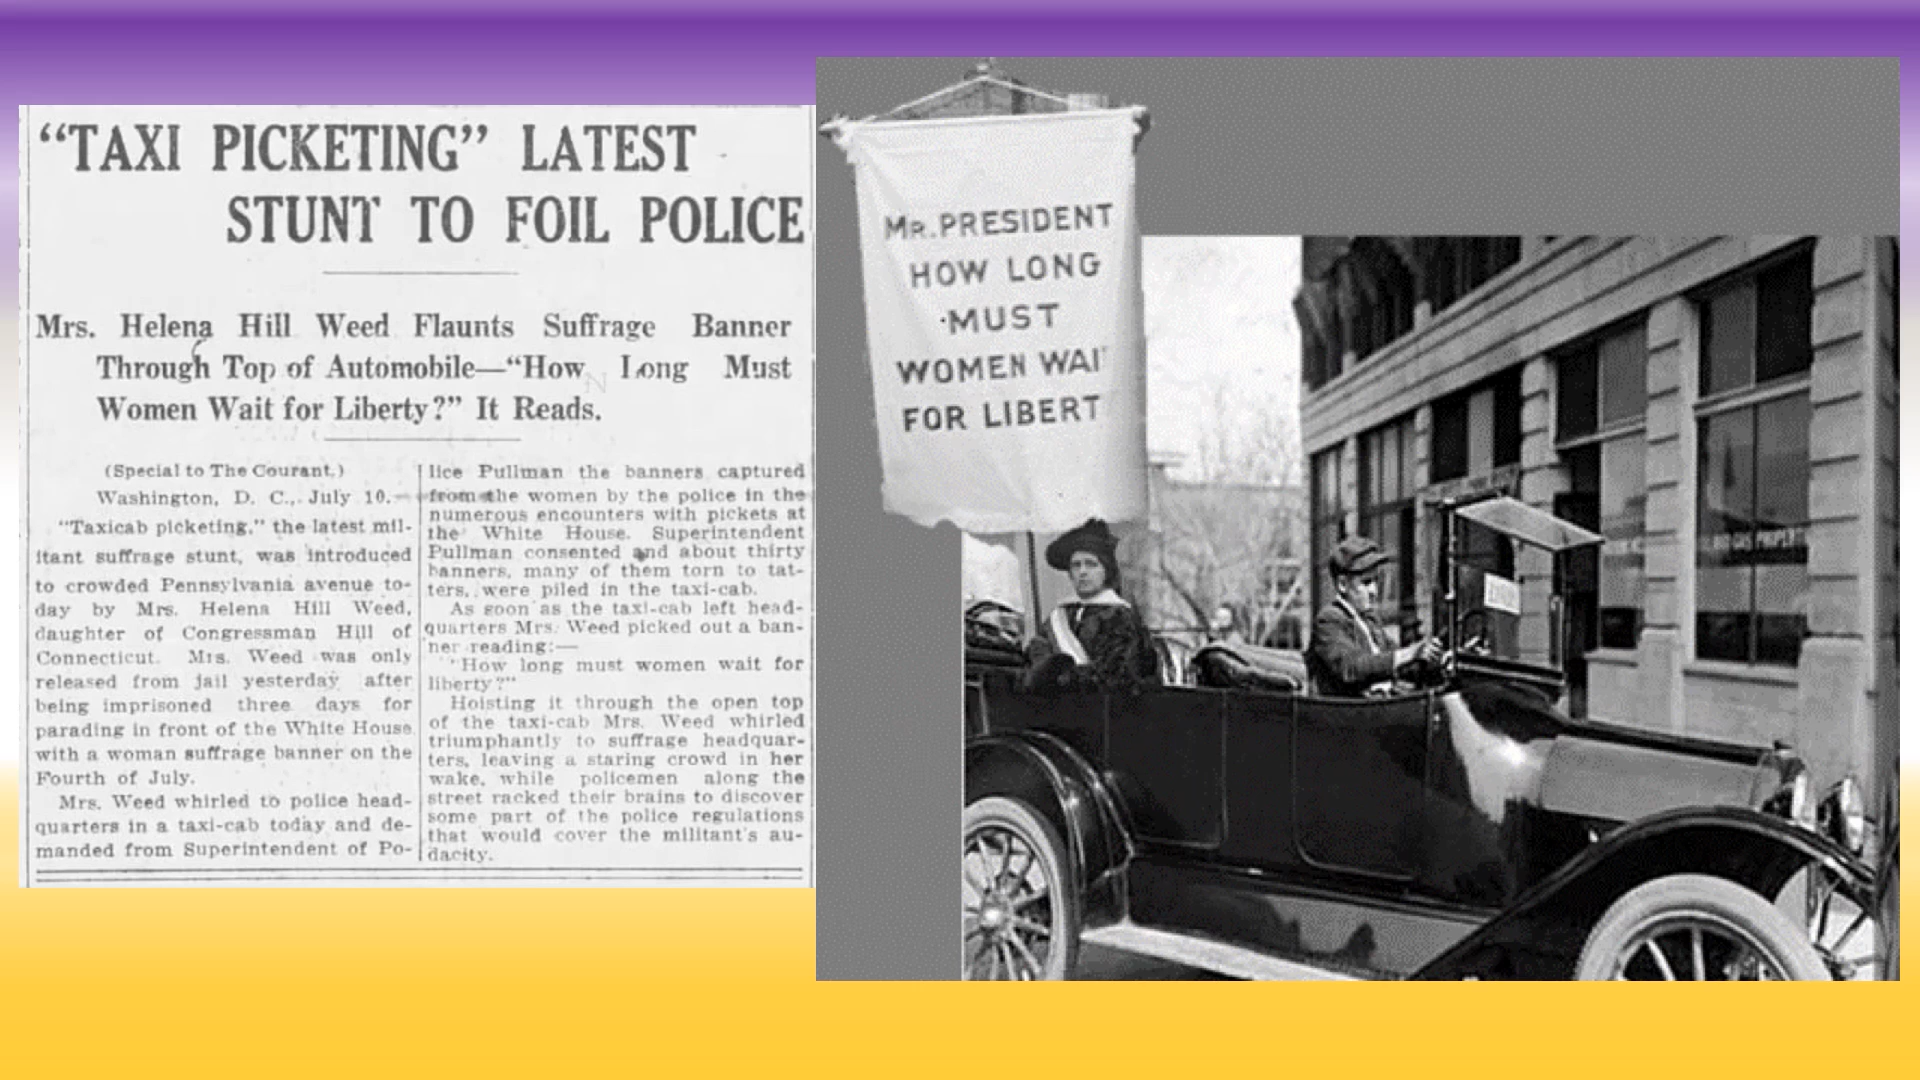 “TAXI PICKETING” LATEST
STUNT TO FOIL POLICE
Mrs. Helena Hill Weed Flaunts Suffrage Banner
Through Top of Automobile—“How Long Must
Women Wait for Liberty?” It Reads.
(Special to The Courant.)
Washington, D. C., July 10.—
“Taxicab picketing,” the latest mil-
itant suffrage stunt, was introduced
to crowded Pennsylvania avenue to-
day by Mrs. Helena Hill Weed,
daughter of Congressman Hill of
Connecticut. Mrs. Weed was only
released from jail yesterday after
being imprisoned three days for
parading in front of the White House
with a woman suffrage banner on the
Fourth of July.
Mrs. Weed whirled to police head-
quarters in a taxi-cab today and de-
manded from Superintendent of Po-
lice Pullman the banners captured
from the women by the police in the
numerous encounters with pickets at
the White House. Superintendent
Pullman consented and about thirty
banners, many of them torn to tat-
ters, were piled in the taxi-cab.
As soon as the taxi-cab left head-
quarters Mrs. Weed picked out a ban-
ner reading:—
“How long must women wait for
liberty?”
Hoisting it through the open top
of the taxi-cab Mrs. Weed whirled
triumphantly to suffrage headquar-
ters, leaving a staring crowd in her
wake, while policemen along the
street racked their brains to discover
some part of the police regulations
that would cover the militant's au-
dacity.
MR. PRESIDENT
HOW LONG
MUST
WOMEN WAIT
FOR LIBERT